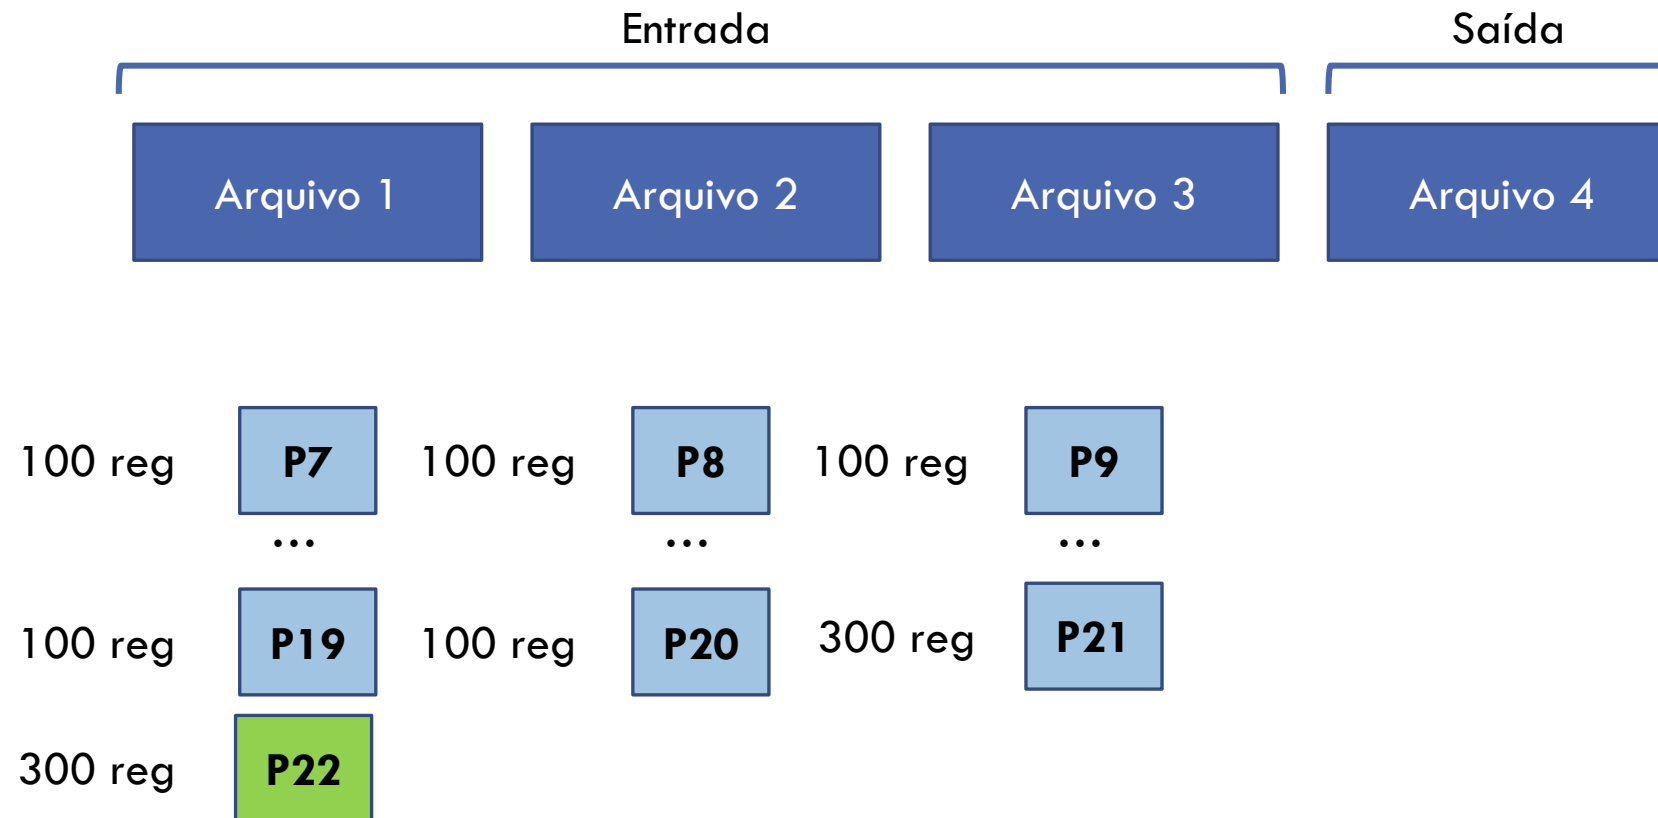 Entrada Saída
Arquivo 1 Arquivo 2 Arquivo 3 Arquivo 4
100 reg P7 100 reg P8 100 reg P9
... ... ...
100 reg P19 100 reg P20 300 reg P21
300 reg P22